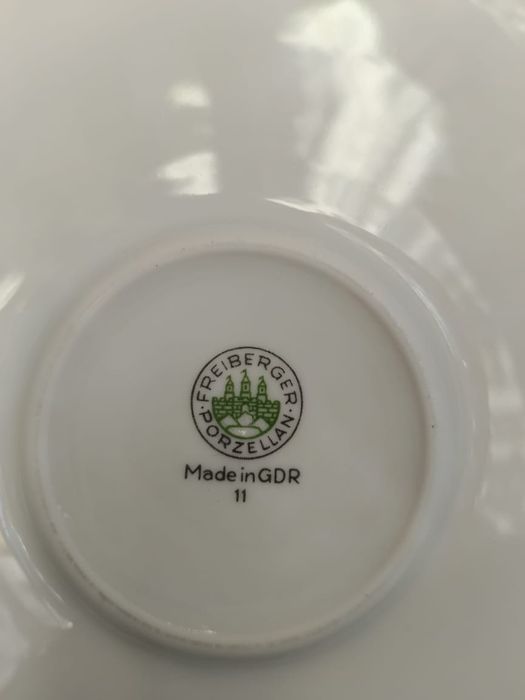 FREIBERGER
PORZELLAN
Made in GDR
11